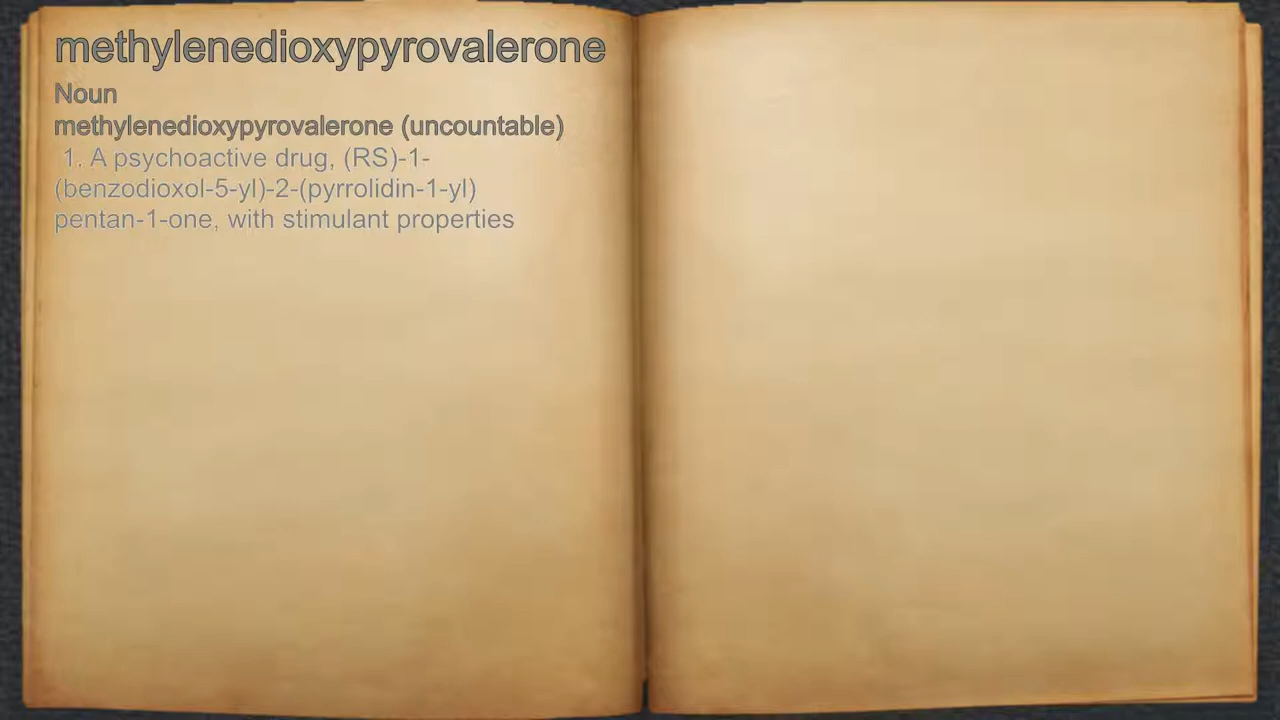 methylenedioxypyrovalerone
Noun
methylenedioxypyrovalerone (uncountable)
1. A psychoactive drug, (RS)-1-
(benzodioxol-5-yl)-2-(pyrrolidin-1-yl)
pentan-1-one, with stimulant properties